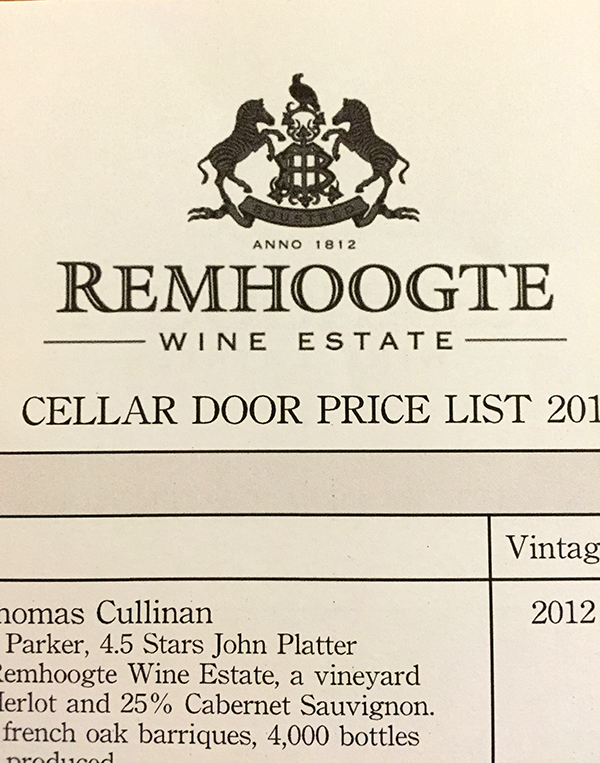 BOUSTRED
ANNO 1812
REMHOOGTE
WINE ESTATE
CELLAR DOOR PRICE LIST 201
Vintag
homas Cullinan
2012
Parker, 4.5 Stars John Platter
Remhoogte Wine Estate, a vineyard
Merlot and 25% Cabernet Sauvignon.
french oak barriques, 4,000 bottles
produced